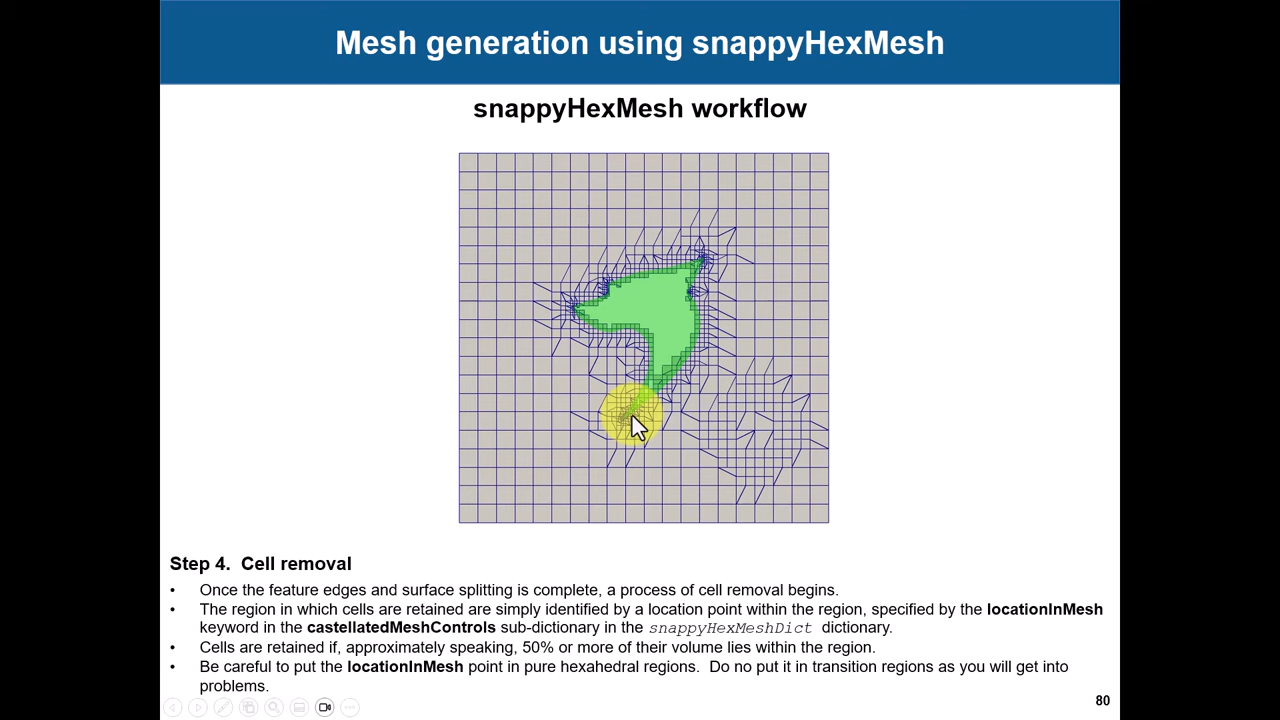 Mesh generation using snappyHexMesh
snappyHexMesh workflow
Step 4.  Cell removal
• Once the feature edges and surface splitting is complete, a process of cell removal begins.
• The region in which cells are retained are simply identified by a location point within the region, specified by the locationInMesh
keyword in the castellatedMeshControls sub-dictionary in the snappyHexMeshDict dictionary.
• Cells are retained if, approximately speaking, 50% or more of their volume lies within the region.
• Be careful to put the locationInMesh point in pure hexahedral regions.  Do no put it in transition regions as you will get into
problems.
80